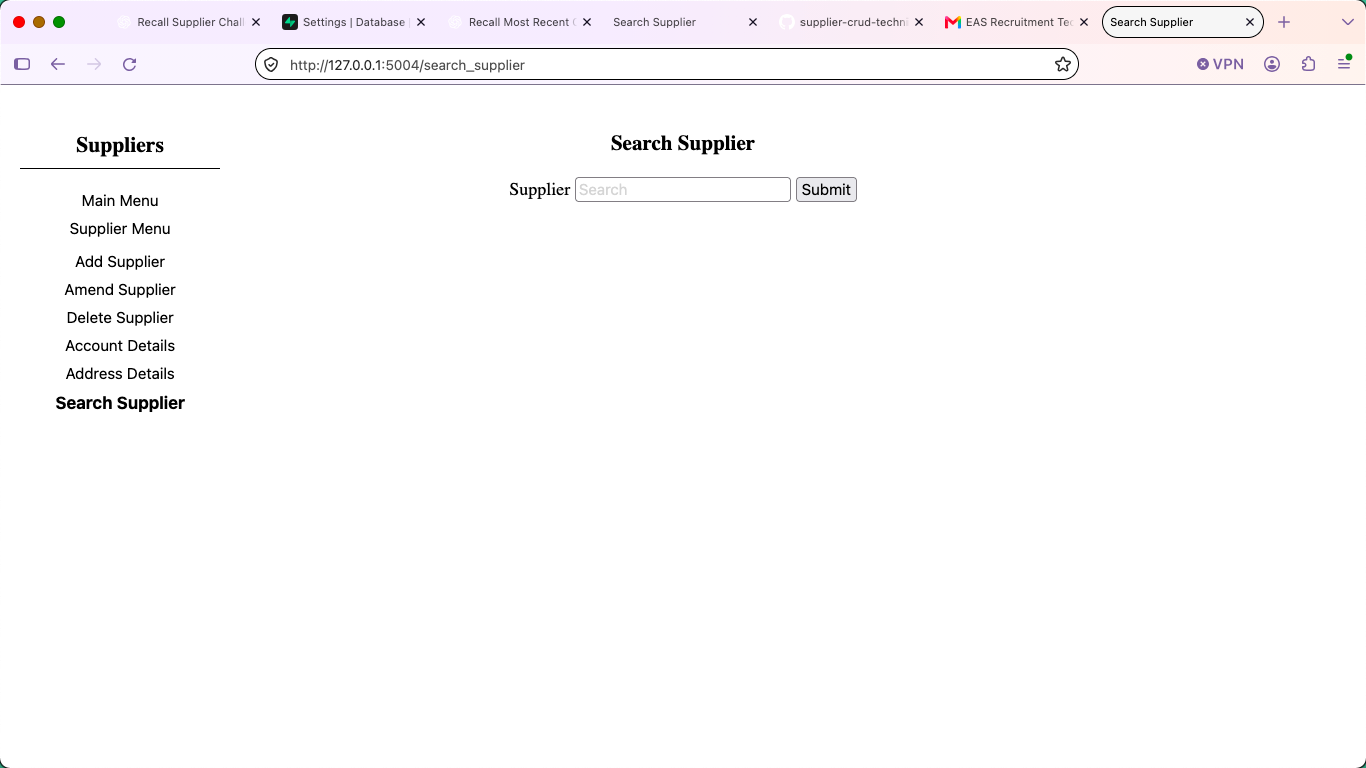 Recall Supplier Chall
Settings | Database
Recall Most Recent
Search Supplier
supplier-crud-techni
EAS Recruitment Tec
Search Supplier
http://127.0.0.1:5004/search_supplier
VPN
Suppliers
Main Menu
Supplier Menu
Add Supplier
Amend Supplier
Delete Supplier
Account Details
Address Details
Search Supplier
Search Supplier
Supplier Search Submit